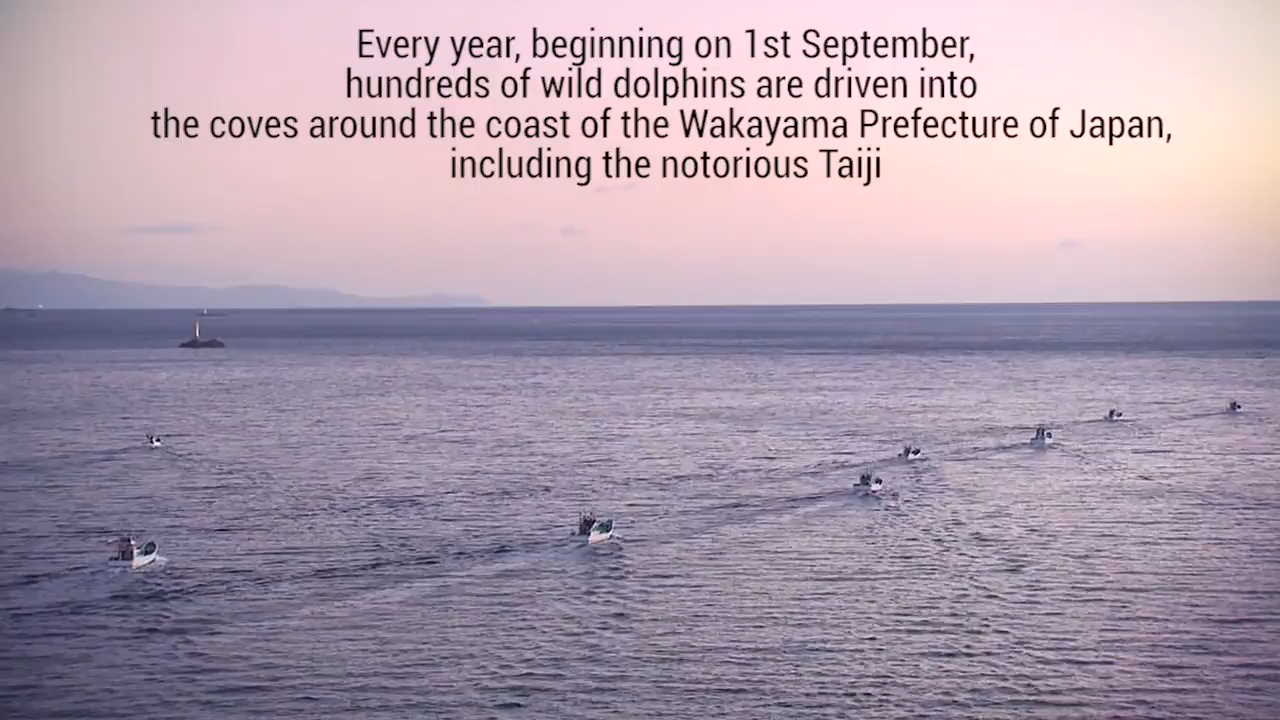 Every year, beginning on 1st September,
hundreds of wild dolphins are driven into
the coves around the coast of the Wakayama Prefecture of Japan,
including the notorious Taiji